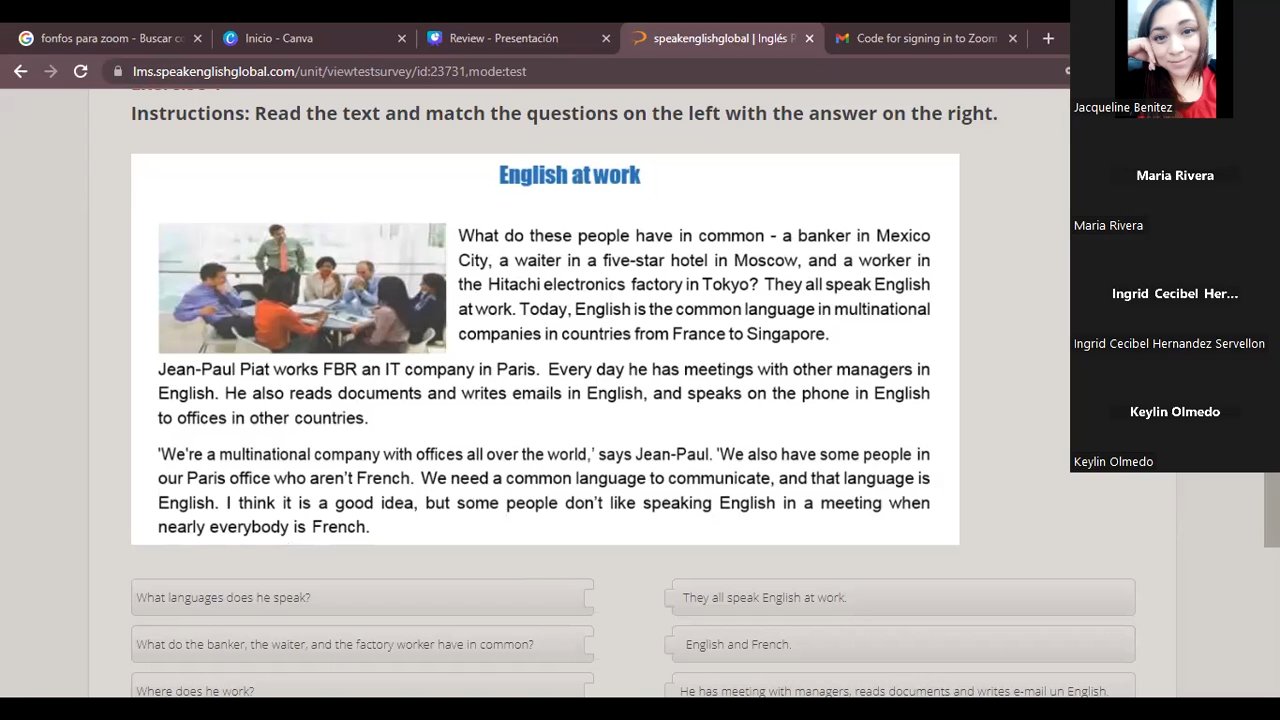 fonfos para zoom - Buscar co
Inicio - Canva
Review - Presentación
speakenglishglobal | Inglés P
Code for signing in to Zoom
lms.speakenglishglobal.com/unit/viewtestsurvey/id:23731,mode:test
Instructions: Read the text and match the questions on the left with the answer on the right.
English at work
What do these people have in common - a banker in Mexico
City, a waiter in a five-star hotel in Moscow, and a worker in
the Hitachi electronics factory in Tokyo? They all speak English
at work. Today, English is the common language in multinational
companies in countries from France to Singapore.
Jean-Paul Piat works FBR an IT company in Paris. Every day he has meetings with other managers in
English. He also reads documents and writes emails in English, and speaks on the phone in English
to offices in other countries.
'We're a multinational company with offices all over the world,' says Jean-Paul. 'We also have some people in
our Paris office who aren't French. We need a common language to communicate, and that language is
English. I think it is a good idea, but some people don't like speaking English in a meeting when
nearly everybody is French.
What languages does he speak?
They all speak English at work.
What do the banker, the waiter, and the factory worker have in common?
English and French.
Where does he work?
He has meeting with managers, reads documents and writes e-mail un English.
Jacqueline Benitez
Maria Rivera
Maria Rivera
Ingrid Cecibel Her...
Ingrid Cecibel Hernandez Servellon
Keylin Olmedo
Keylin Olmedo